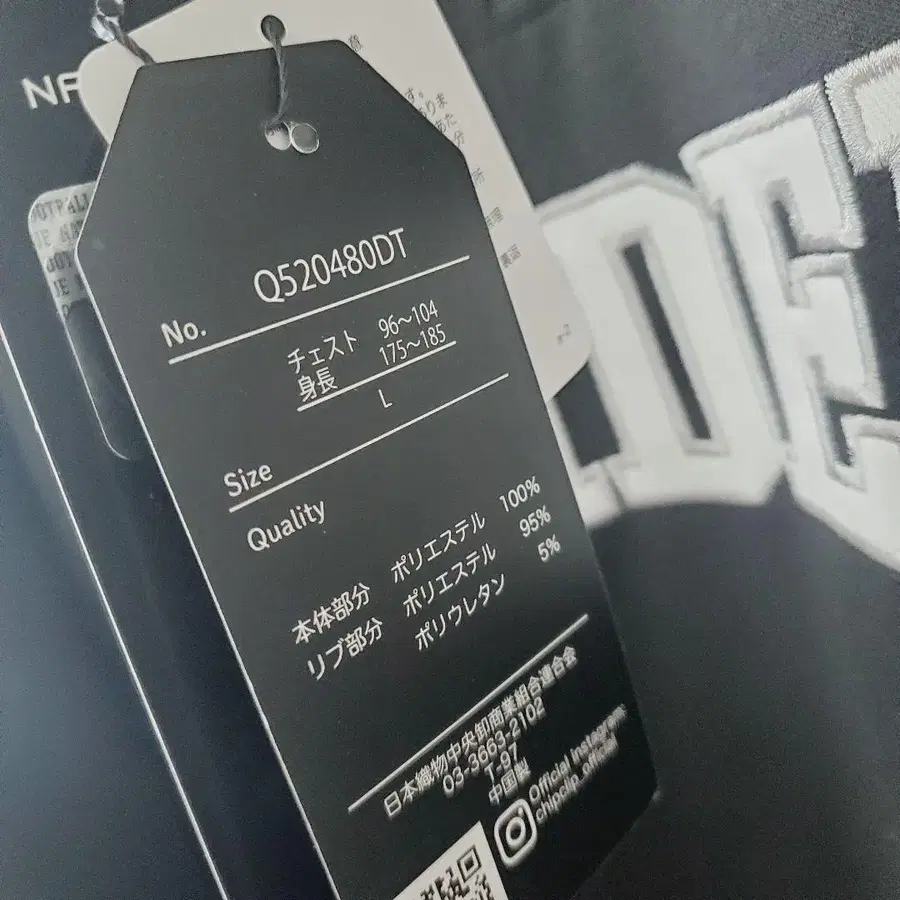 No. Q520480DT
チェスト 96～104
身長 175～185
L
Size
Quality
本体部分 ポリエステル 100%
リブ部分 ポリエステル 95%
ポリウレタン 5%
日本織物中央卸商業組合連合会
03-3663-2102
T-97
中国製
Official Instagram
chipclip_official
NF
DET